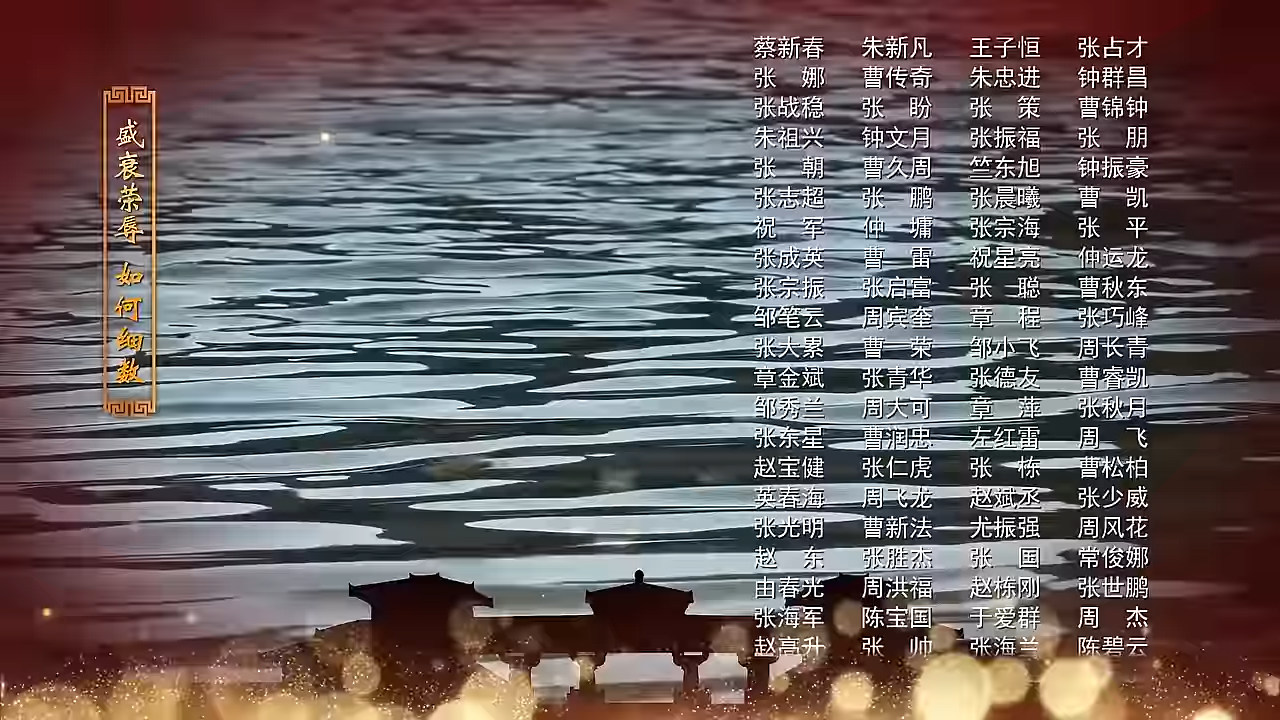 盛衰荣辱 如何细数
蔡新春 朱新凡 王子恒 张占才
张　娜 曹传奇 朱忠进 钟群昌
张战稳 张　盼 张　策 曹锦钟
朱祖兴 钟文月 张振福 张　朋
张　朝 曹久周 竺东旭 钟振豪
张志超 张　鹏 张晨曦 曹　凯
祝　军 仲　墉 张宗海 张　平
张成英 曹　雷 祝星亮 仲运龙
张宗振 张启富 张　聪 曹秋东
邹笔云 周宾奎 章　程 张巧峰
张大累 曹　荣 邹小飞 周长青
章金斌 张青华 张德友 曹睿凯
邹秀兰 周大可 章　萍 张秋月
张东星 曹润忠 左红雷 周　飞
赵宝健 张仁虎 张　栋 曹松柏
英春海 周飞龙 赵斌丞 张少威
张光明 曹新法 尤振强 周风花
赵　东 张胜杰 张　国 常俊娜
由春光 周洪福 赵栋刚 张世鹏
张海军 陈宝国 于爱群 周　杰
赵高升 张　帅 张海兰 陈碧云